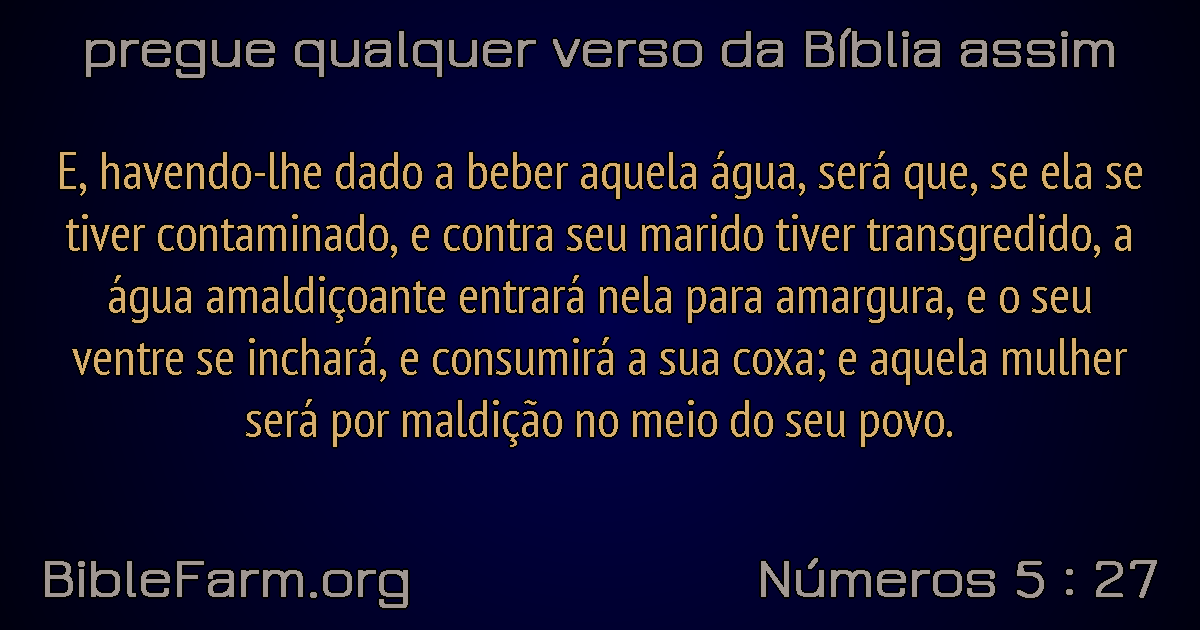 pregue qualquer verso da Bíblia assim
E, havendo-lhe dado a beber aquela água, será que, se ela se
tiver contaminado, e contra seu marido tiver transgredido, a
água amaldiçoante entrará nela para amargura, e o seu
ventre se inchará, e consumirá a sua coxa; e aquela mulher
será por maldição no meio do seu povo.
BibleFarm.org
Números 5 : 27